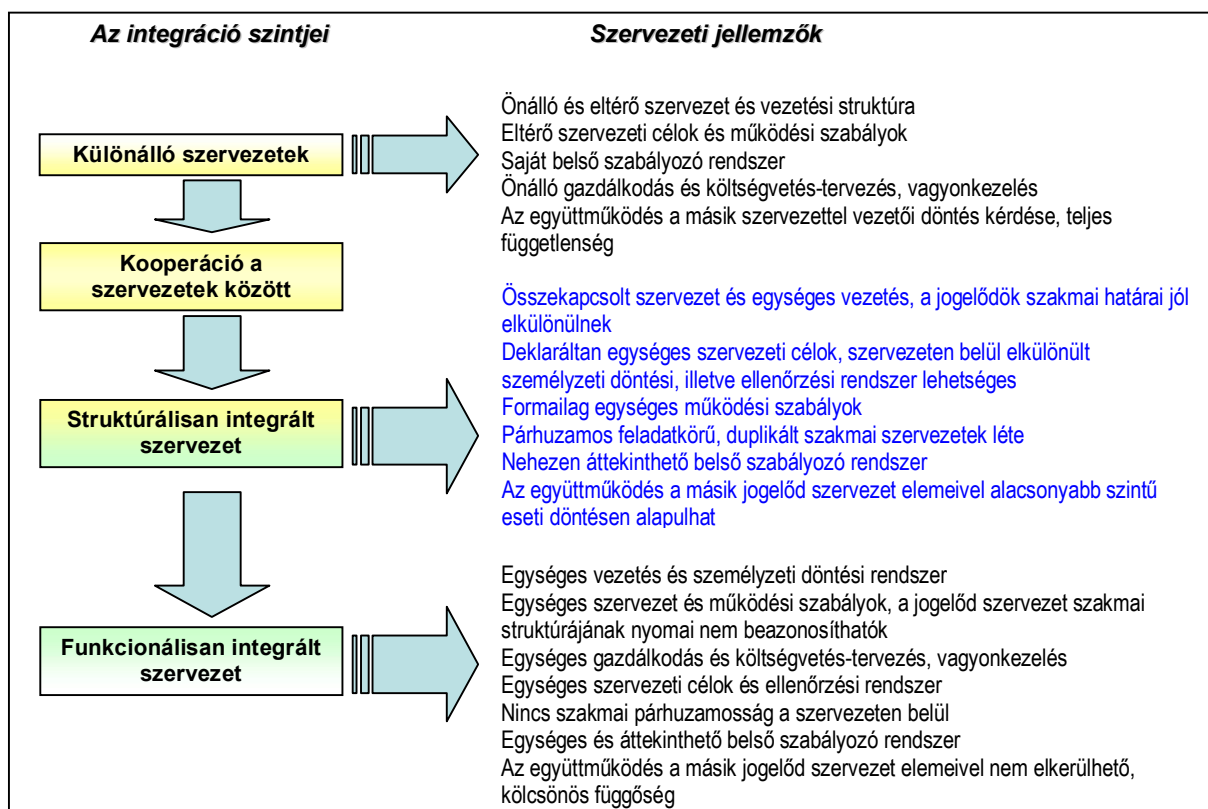 Az integráció szintjei
Szervezeti jellemzők
Különálló szervezetek
Önálló és eltérő szervezet és vezetési struktúra
Eltérő szervezeti célok és működési szabályok
Saját belső szabályozó rendszer
Önálló gazdálkodás és költségvetés-tervezés, vagyonkezelés
Az együttműködés a másik szervezettel vezetői döntés kérdése, teljes
függetlenség
Kooperáció a
szervezetek között
Struktúrálisan integrált
szervezet
Összekapcsolt szervezet és egységes vezetés, a jogelődök szakmai határai jól
elkülönülnek
Deklaráltan egységes szervezeti célok, szervezeten belül elkülönült
személyzeti döntési, illetve ellenőrzési rendszer lehetséges
Formailag egységes működési szabályok
Párhuzamos feladatkörű, duplikált szakmai szervezetek léte
Nehezen áttekinthető belső szabályozó rendszer
Az együttműködés a másik jogelőd szervezet elemeivel alacsonyabb szintű
eseti döntésen alapulhat
Funkcionálisan integrált
szervezet
Egységes vezetés és személyzeti döntési rendszer
Egységes szervezet és működési szabályok, a jogelőd szervezet szakmai
struktúrájának nyomai nem beazonosíthatók
Egységes gazdálkodás és költségvetés-tervezés, vagyonkezelés
Egységes szervezeti célok és ellenőrzési rendszer
Nincs szakmai párhuzamosság a szervezeten belül
Egységes és áttekinthető belső szabályozó rendszer
Az együttműködés a másik jogelőd szervezet elemeivel nem elkerülhető,
kölcsönös függőség